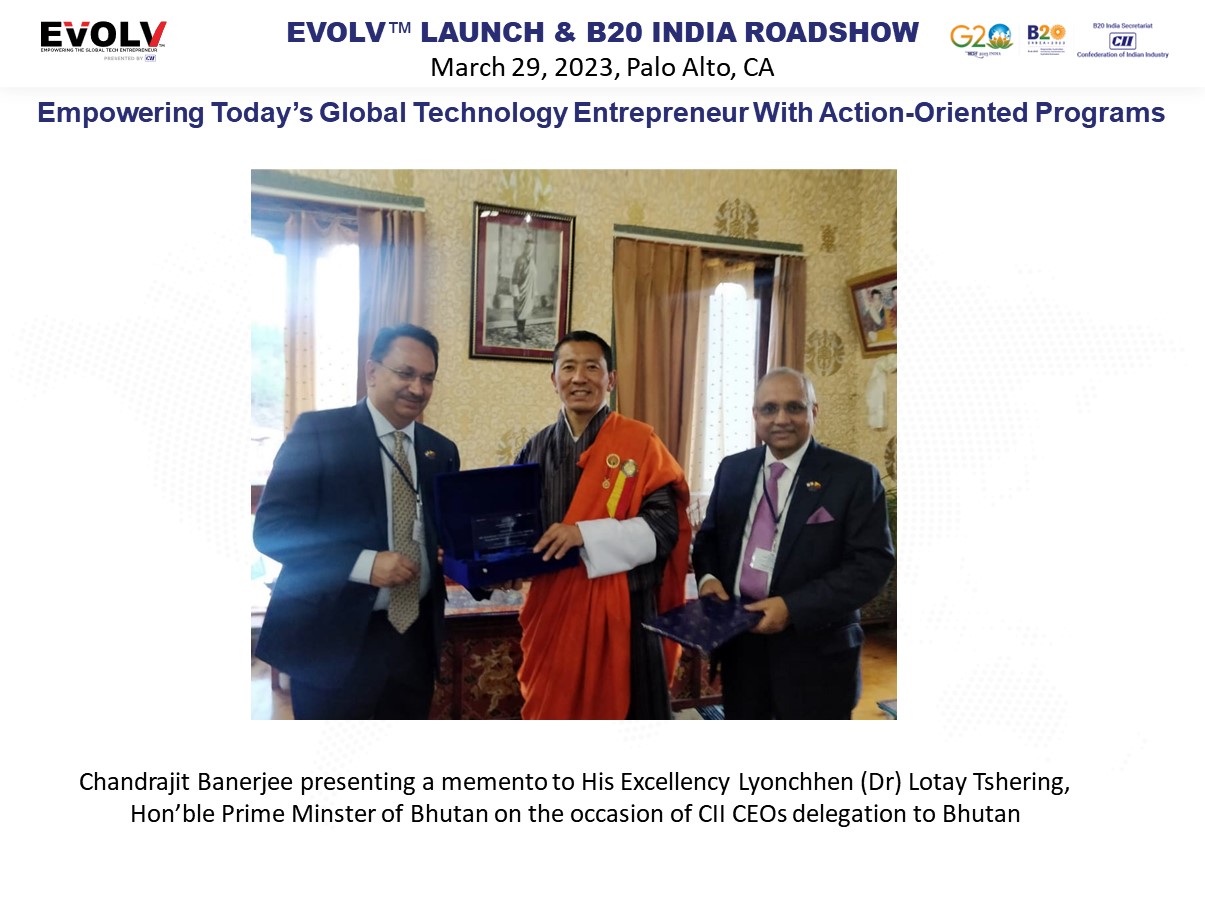 EVOLV™
EMPOWERING THE GLOBAL TECH ENTREPRENEUR
PRESENTED BY CII
EVOLV™ LAUNCH & B20 INDIA ROADSHOW
March 29, 2023, Palo Alto, CA
G20
B20
B20 India Secretariat
CII
Confederation of Indian Industry
Empowering Today’s Global Technology Entrepreneur With Action-Oriented Programs
Chandrajit Banerjee presenting a memento to His Excellency Lyonchhen (Dr) Lotay Tshering,
Hon’ble Prime Minster of Bhutan on the occasion of CII CEOs delegation to Bhutan